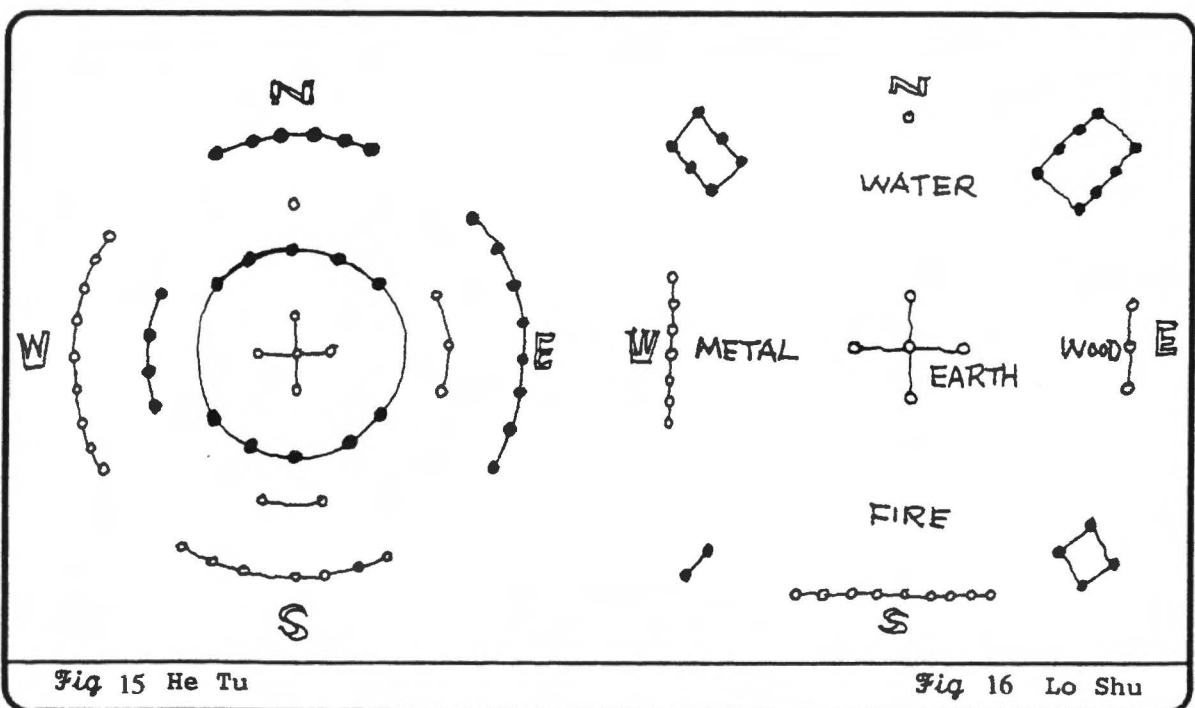 N
W
E
S
Fig 15 He Tu
N
WATER
W METAL
EARTH
WOOD E
FIRE
S
Fig 16 Lo Shu